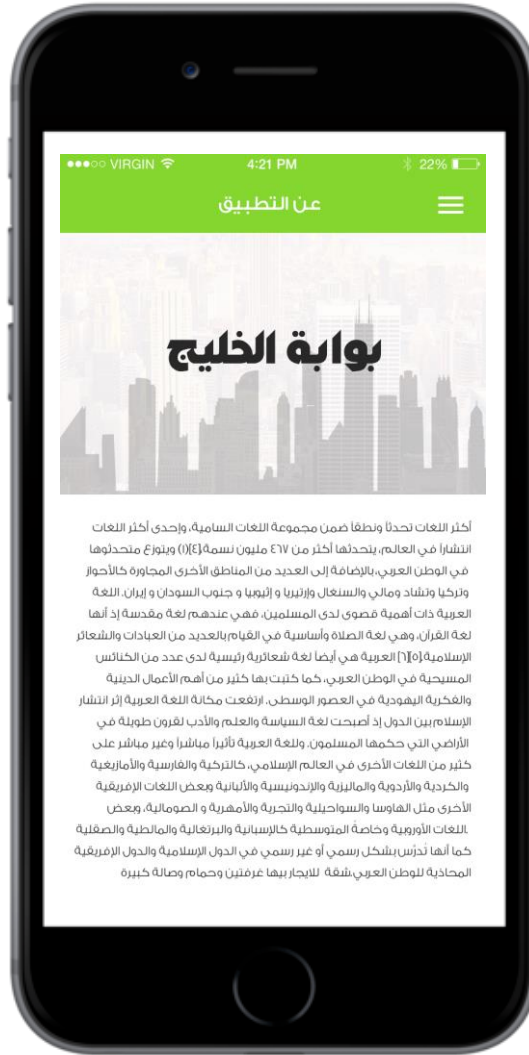 VIRGIN 4:21 PM 22%
عن التطبيق
بوابة الخليج
أكثر اللغات تحدثاً ونطقاً ضمن مجموعة اللغات السامية، وإحدى أكثر اللغات
انتشاراً في العالم، يتحدثها أكثر من ٤٦٧ مليون نسمة،[٤](١) ويتوزع متحدثوها
في الوطن العربي، بالإضافة إلى العديد من المناطق الأخرى المجاورة كالأحواز
وتركيا وتشاد ومالي والسنغال وإرتيريا و إثيوبيا و جنوب السودان و إيران. اللغة
العربية ذات أهمية قصوى لدى المسلمين، فهي عندهم لغة مقدسة إذ أنها
لغة القرآن، وهي لغة الصلاة وأساسية في القيام بالعديد من العبادات والشعائر
الإسلامية.[٥][٦] العربية هي أيضاً لغة شعائرية رئيسية لدى عدد من الكنائس
المسيحية في الوطن العربي، كما كتبت بها كثير من أهم الأعمال الدينية
والفكرية اليهودية في العصور الوسطى. ارتفعت مكانة اللغة العربية إثر انتشار
الإسلام بين الدول إذ أصبحت لغة السياسة والعلم والأدب لقرون طويلة في
الأراضي التي حكمها المسلمون. وللغة العربية تأثيراً مباشراً وغير مباشر على
كثير من اللغات الأخرى في العالم الإسلامي، كالتركية والفارسية والأمازيغية
والكردية والأردوية والماليزية والإندونيسية والألبانية وبعض اللغات الإفريقية
الأخرى مثل الهاوسا والسواحيلية والتجرية والأمهرية و الصومالية، وبعض
.اللغات الأوروبية وخاصةً المتوسطية كالإسبانية والبرتغالية والمالطية والصقلية
كما أنها تُدرّس بشكل رسمي أو غير رسمي في الدول الإسلامية والدول الإفريقية
المحاذية للوطن العربي.شقة للايجار بيها غرفتين وحمام وصالة كبيرة